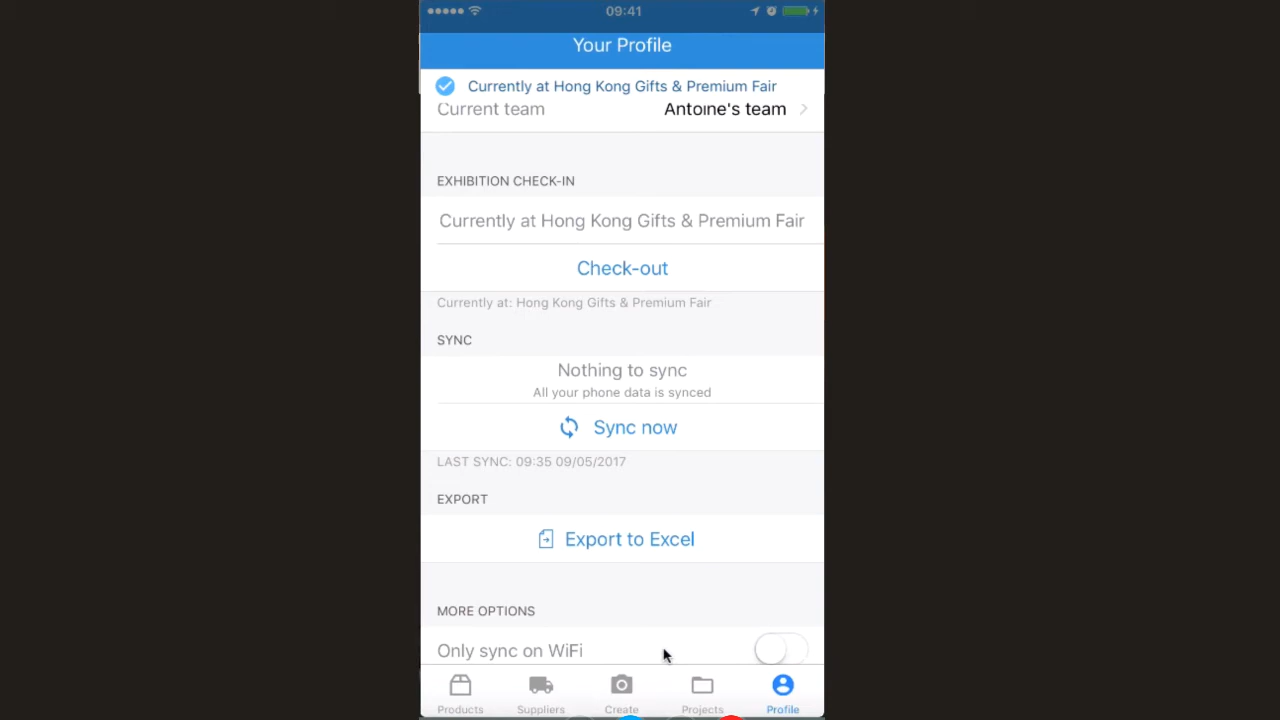 09:41
Your Profile
Currently at Hong Kong Gifts & Premium Fair
Current team Antoine's team
EXHIBITION CHECK-IN
Currently at Hong Kong Gifts & Premium Fair
Check-out
Currently at: Hong Kong Gifts & Premium Fair
SYNC
Nothing to sync
All your phone data is synced
Sync now
LAST SYNC: 09:35 09/05/2017
EXPORT
Export to Excel
MORE OPTIONS
Only sync on WiFi
Products Suppliers Create Projects Profile